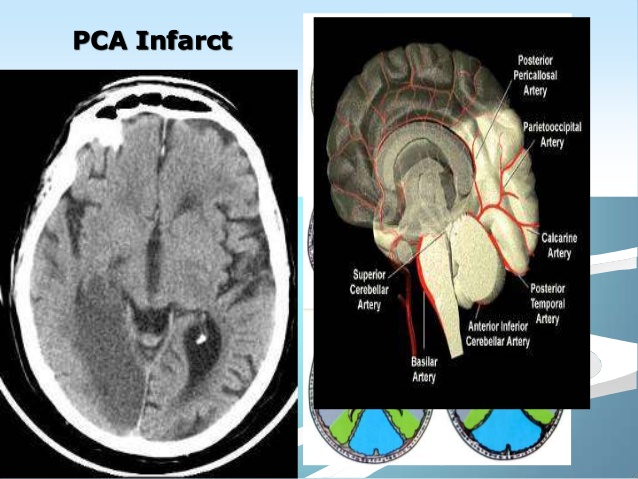 PCA Infarct
Posterior
Pericallosal
Artery
Parietooccipital
Artery
Calcarine
Artery
Posterior
Temporal
Artery
Superior
Cerebellar
Artery
Anterior Inferior
Cerebellar Artery
Basilar
Artery